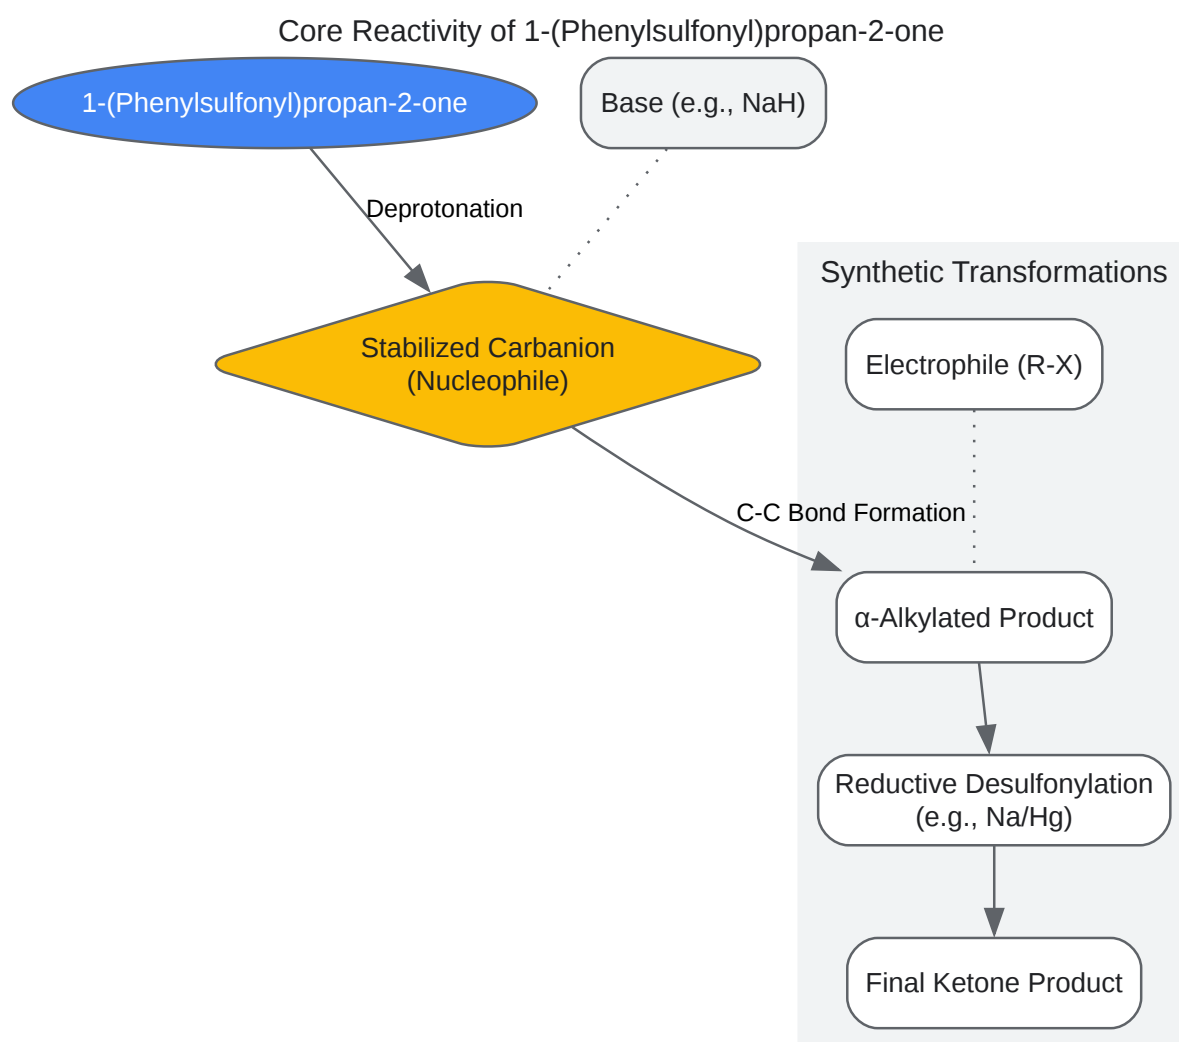 Core Reactivity of 1-(Phenylsulfonyl)propan-2-one
1-(Phenylsulfonyl)propan-2-one
Base (e.g., NaH)
Deprotonation
Synthetic Transformations
Stabilized Carbanion
(Nucleophile)
Electrophile (R-X)
C-C Bond Formation
α-Alkylated Product
Reductive Desulfonylation
(e.g., Na/Hg)
Final Ketone Product